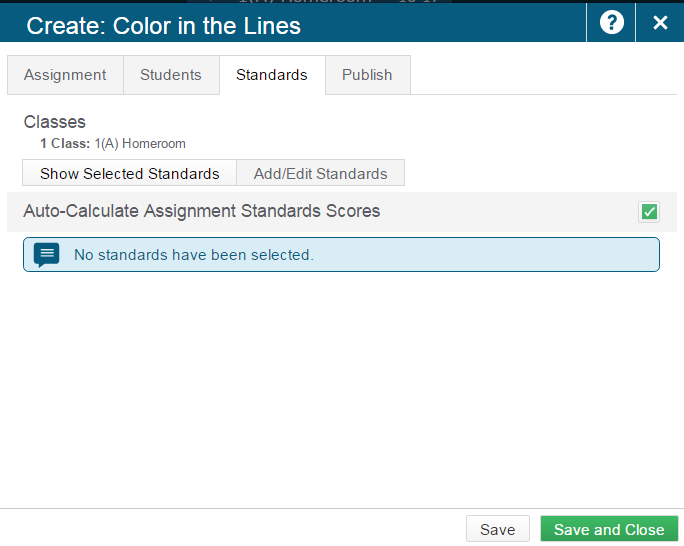 Create: Color in the Lines
?
Assignment Students Standards Publish
Classes
1 Class: 1(A) Homeroom
Show Selected Standards Add/Edit Standards
Auto-Calculate Assignment Standards Scores
No standards have been selected.
Save Save and Close